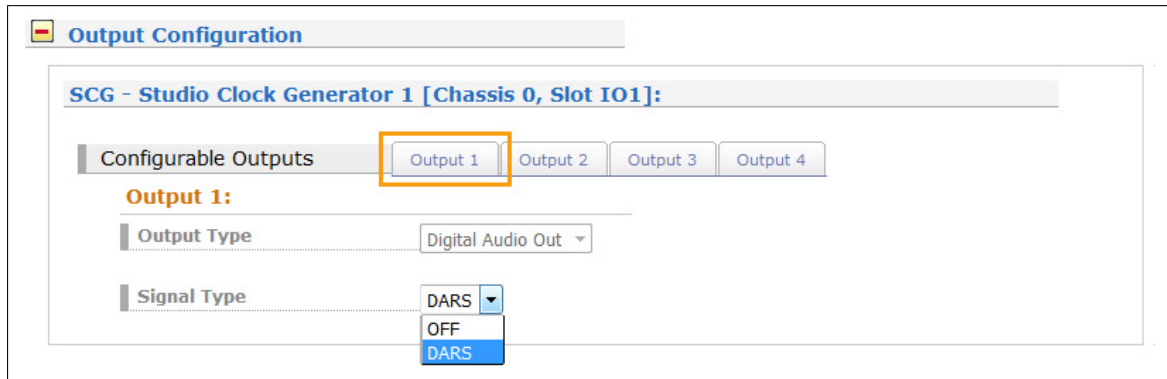 Output Configuration
SCG - Studio Clock Generator 1 [Chassis 0, Slot IO1]:
Configurable Outputs Output 1 Output 2 Output 3 Output 4
Output 1:
Output Type Digital Audio Out
Signal Type DARS
OFF
DARS